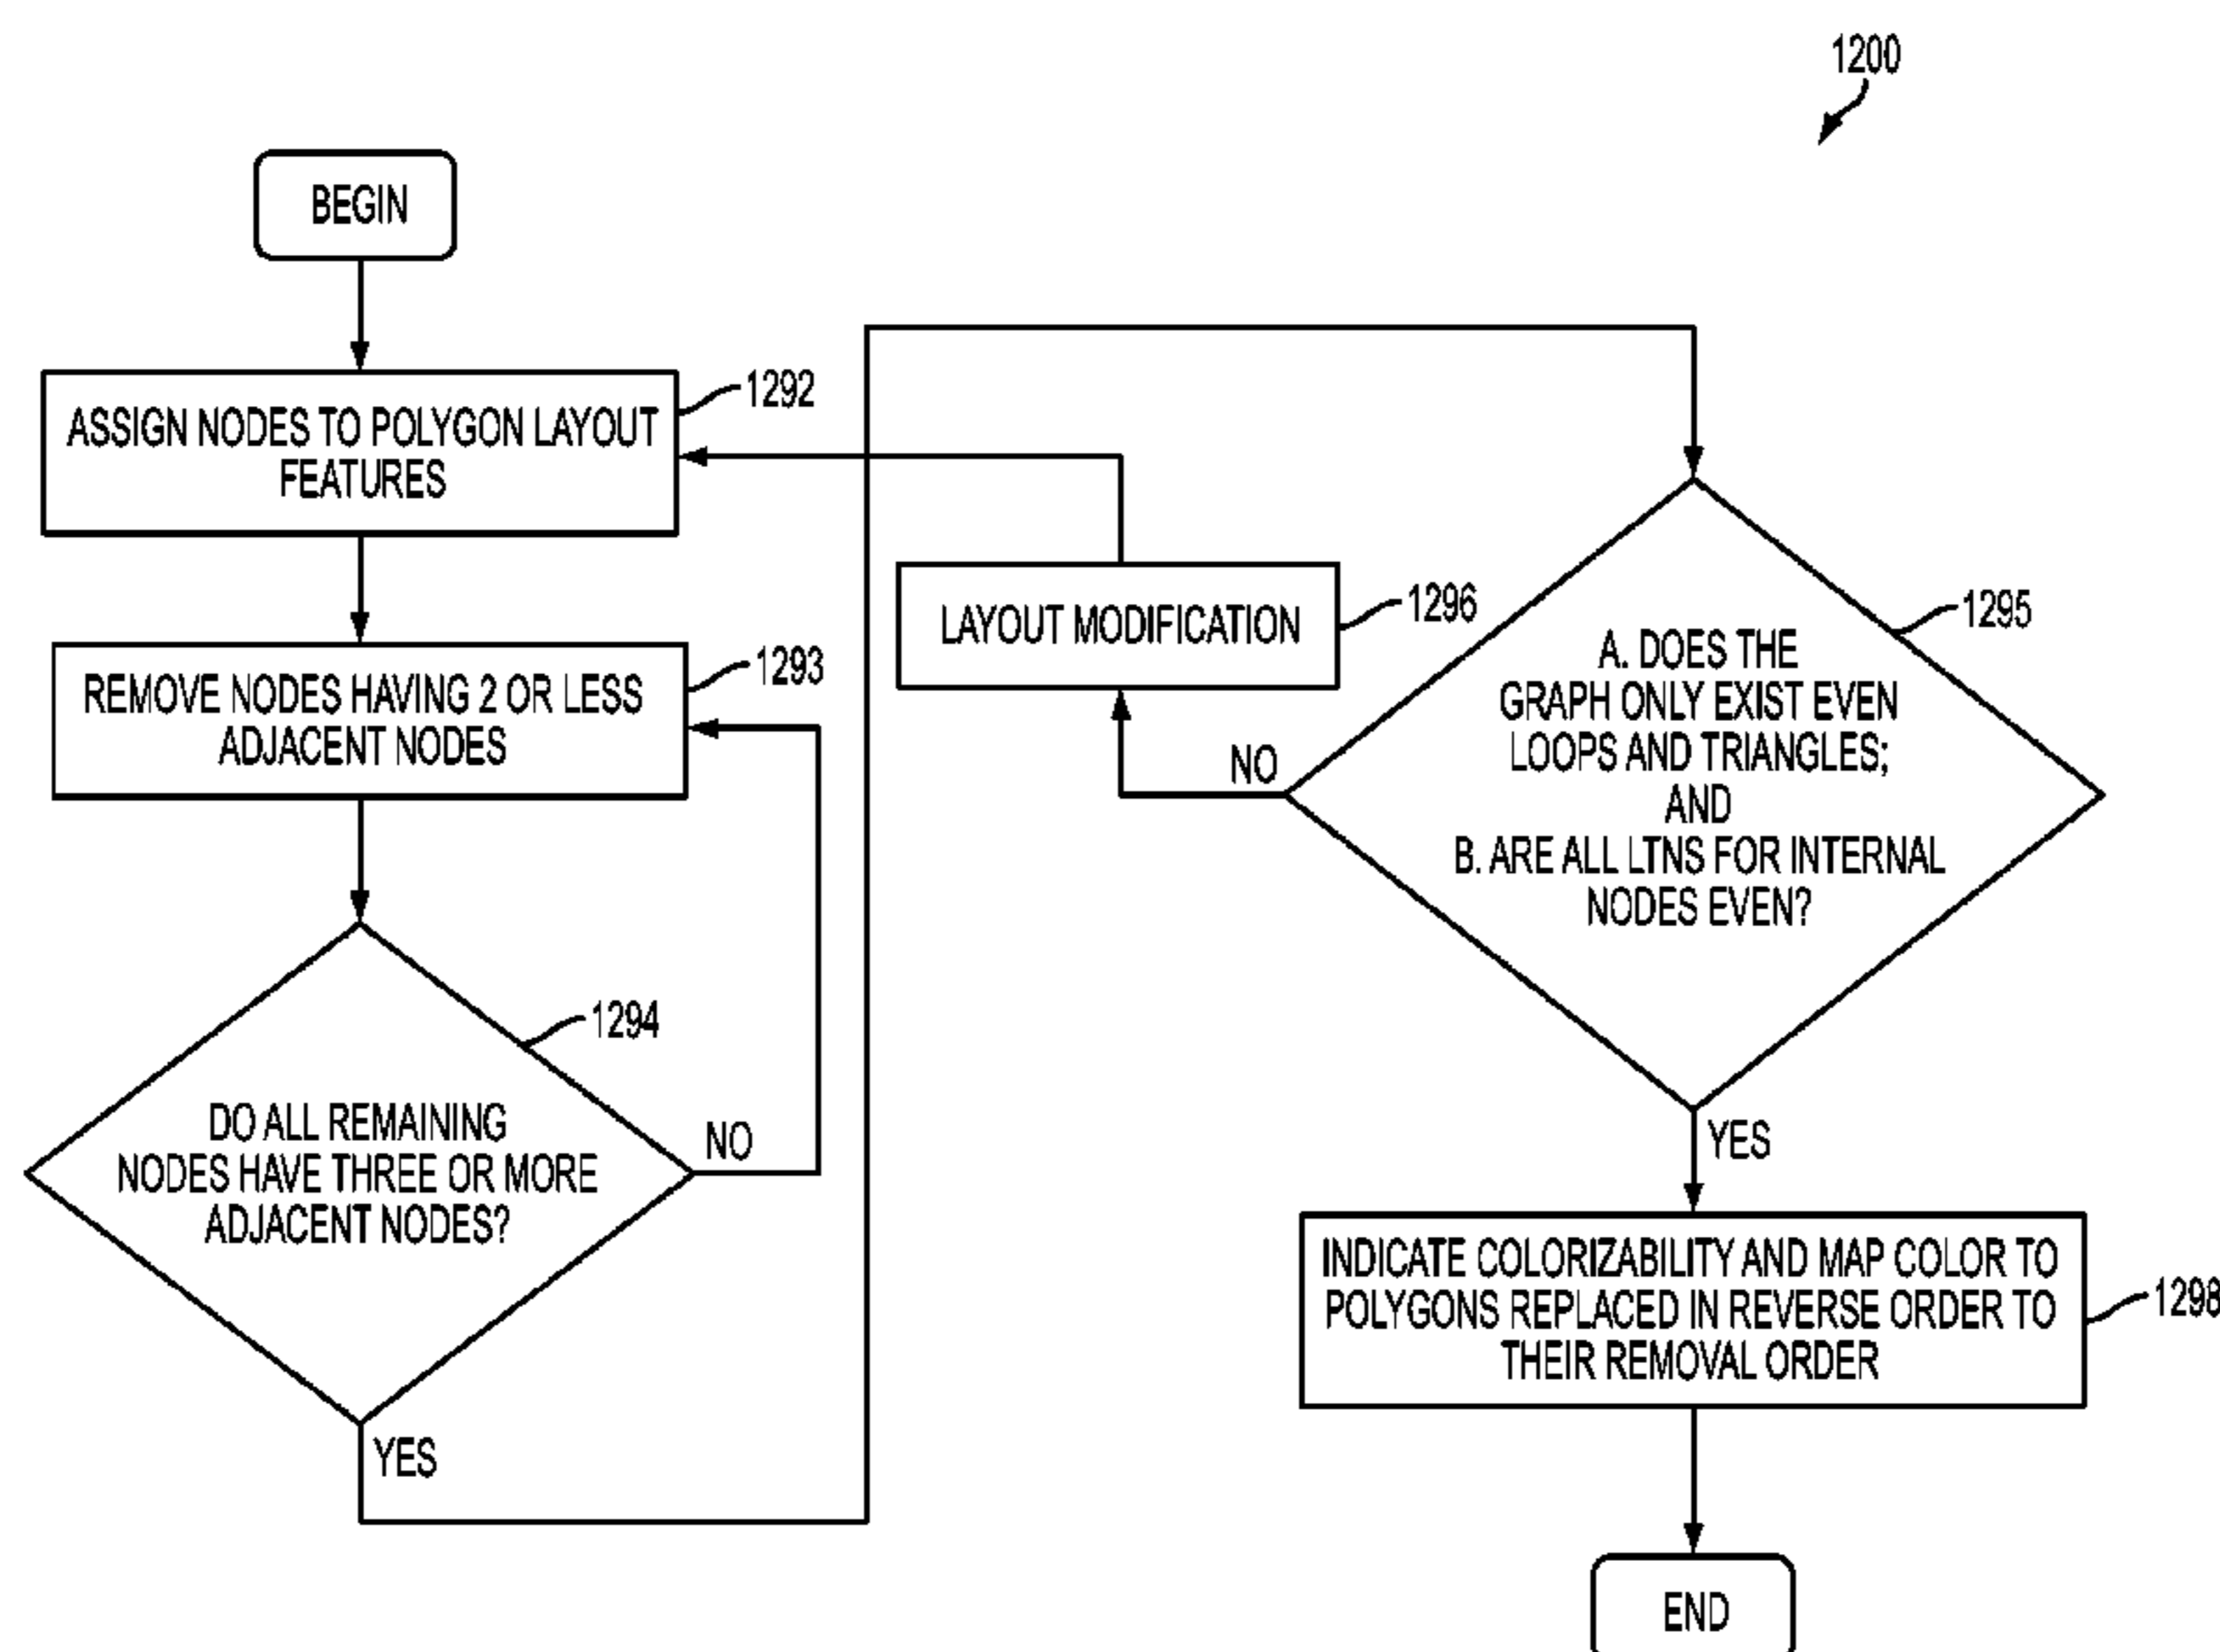 1200
BEGIN
ASSIGN NODES TO POLYGON LAYOUT
FEATURES
1292
REMOVE NODES HAVING 2 OR LESS
ADJACENT NODES
1293
DO ALL REMAINING
NODES HAVE THREE OR MORE
ADJACENT NODES?
1294
NO
YES
LAYOUT MODIFICATION
1296
NO
A. DOES THE
GRAPH ONLY EXIST EVEN
LOOPS AND TRIANGLES;
AND
B. ARE ALL LTNS FOR INTERNAL
NODES EVEN?
1295
YES
INDICATE COLORIZABILITY AND MAP COLOR TO
POLYGONS REPLACED IN REVERSE ORDER TO
THEIR REMOVAL ORDER
1298
END